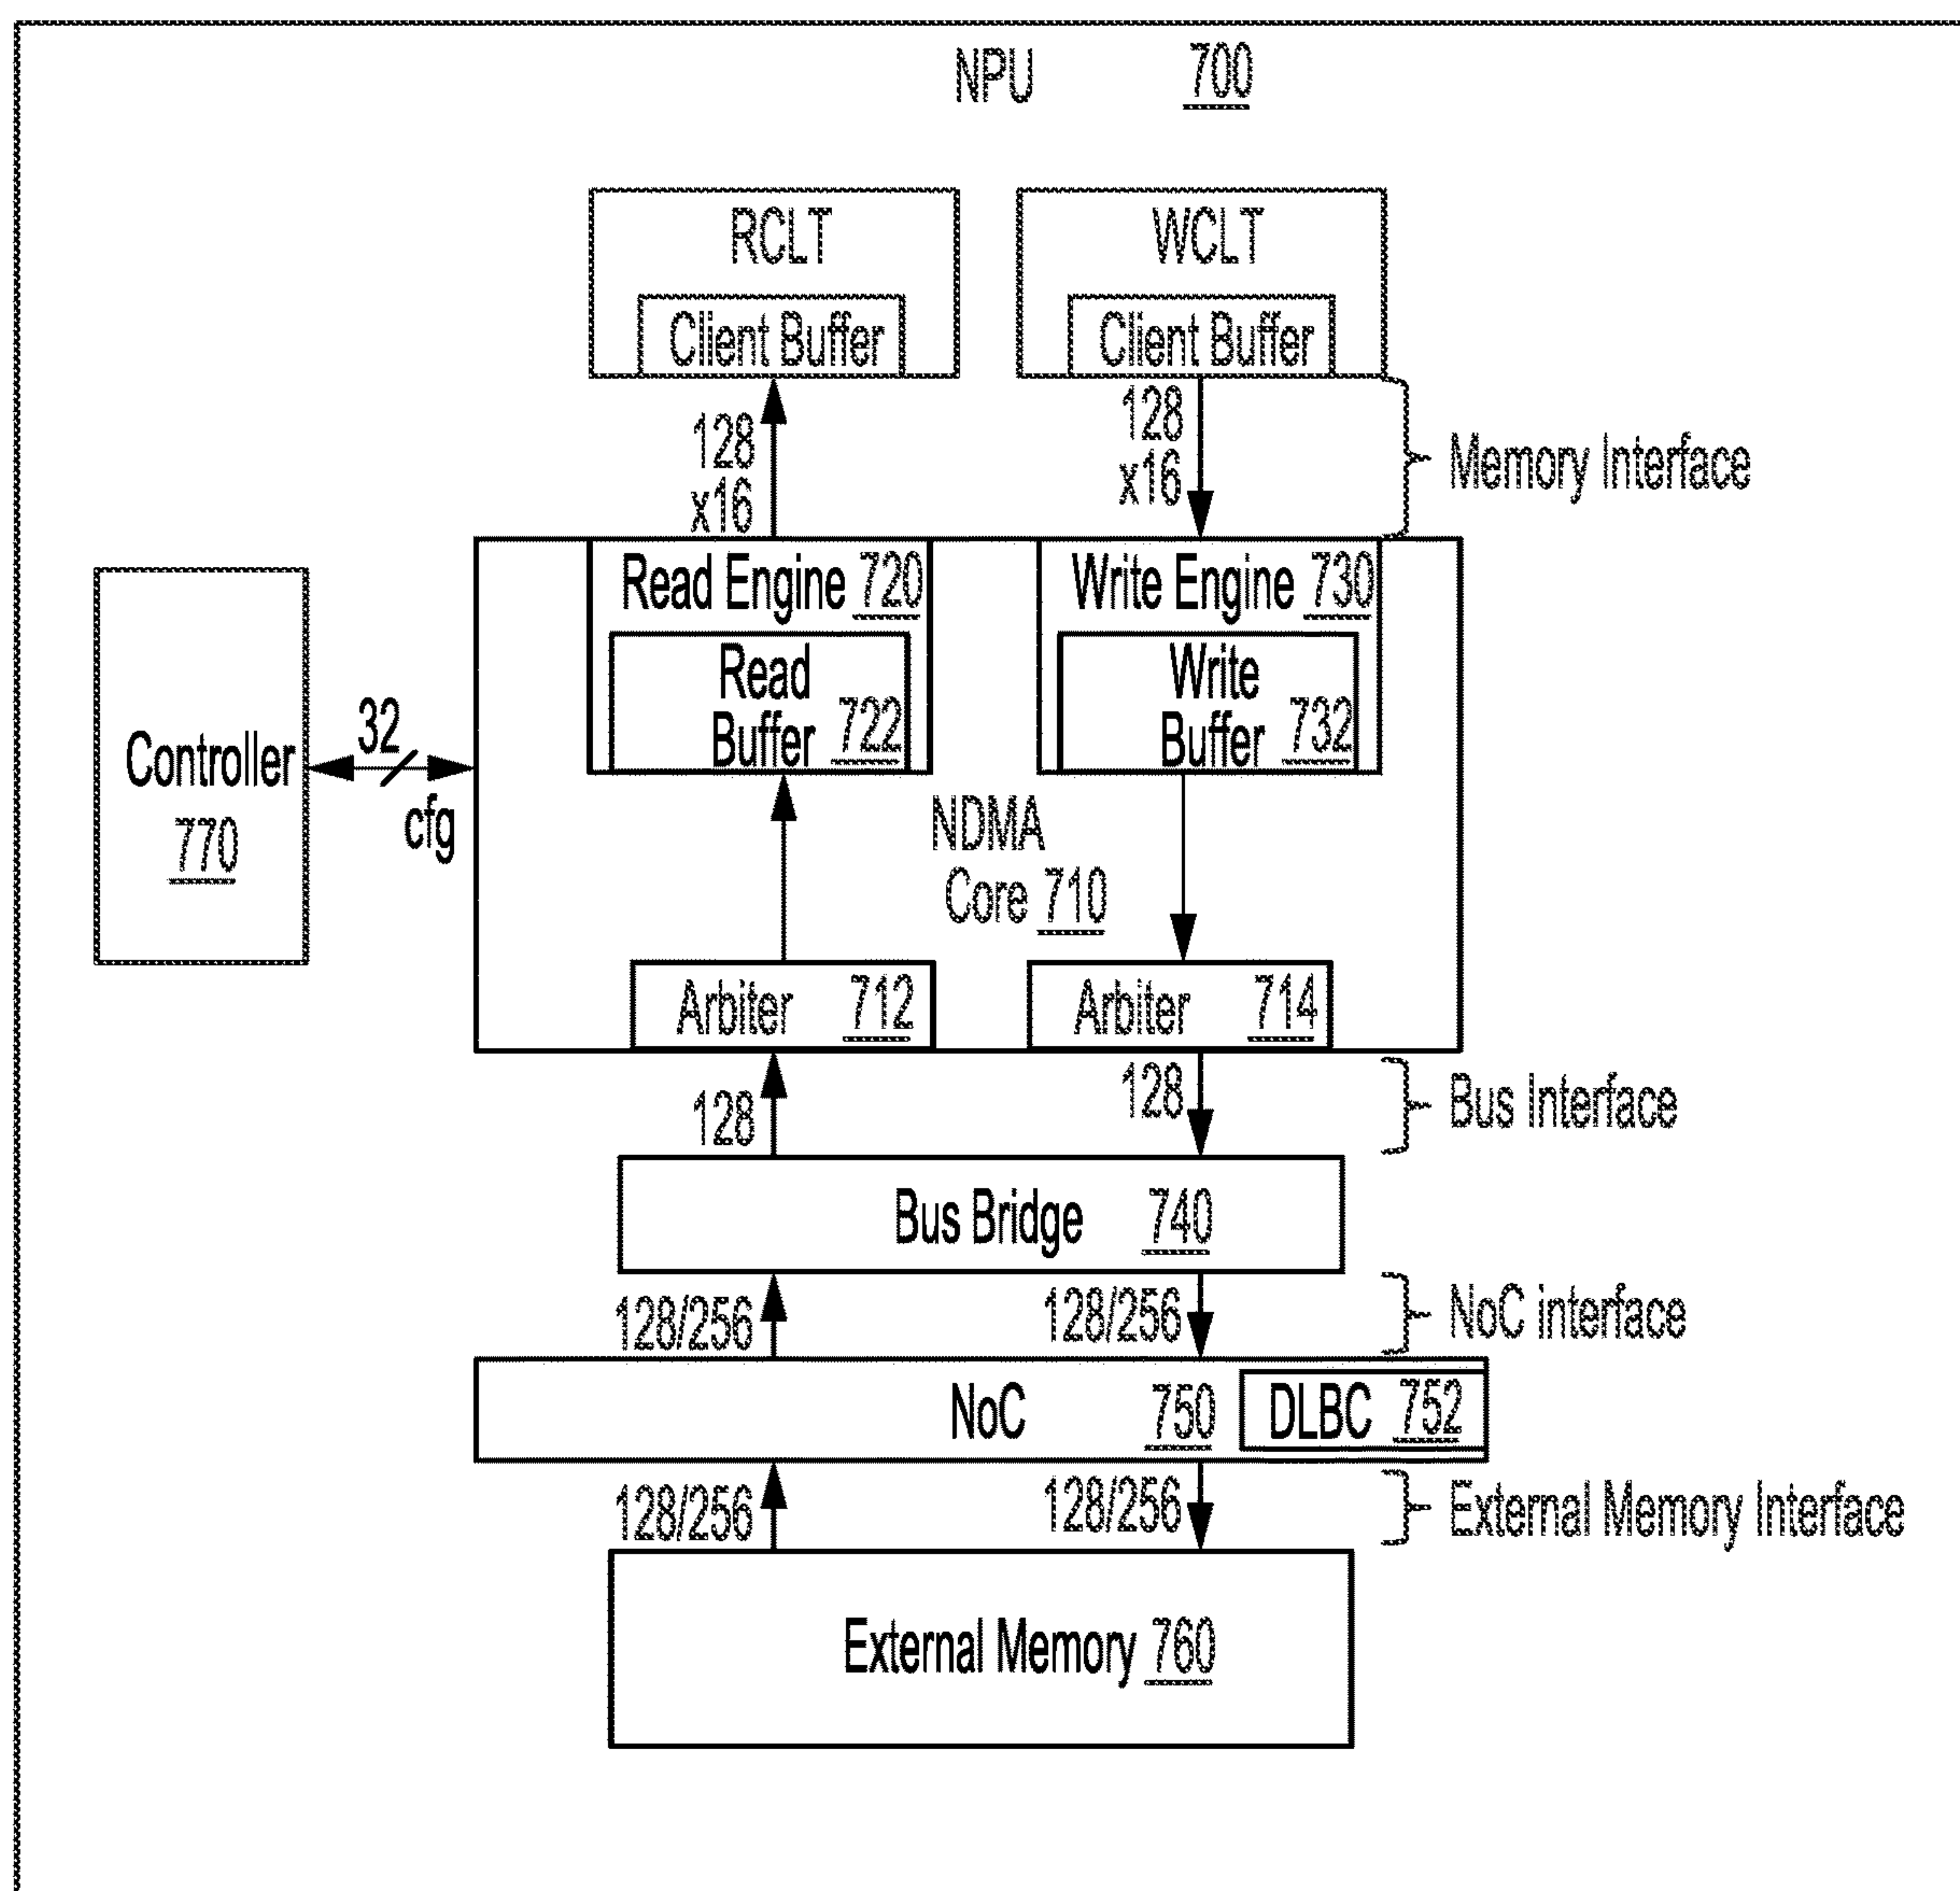 NPU 700
RCLT
WCLT
Client Buffer
Client Buffer
128
x16
128
x16
Memory Interface
Read Engine 720
Write Engine 730
Read
Buffer 722
Write
Buffer 732
Controller
770
32
cfg
NDMA
Core 710
Arbiter 712
Arbiter 714
128
128
Bus Interface
Bus Bridge 740
128/256
128/256
NoC interface
NoC 750
DLBC 752
128/256
128/256
External Memory Interface
External Memory 760